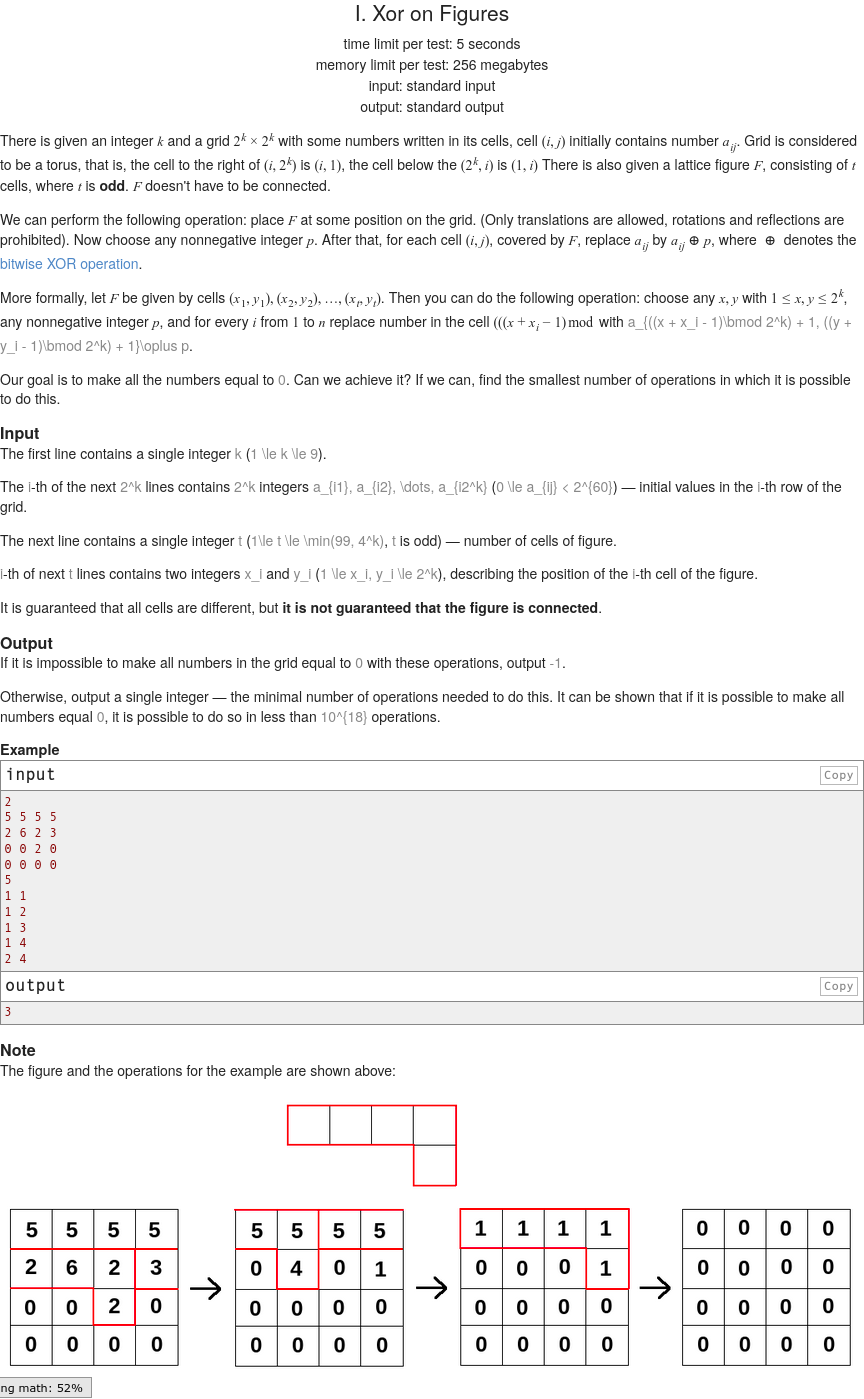 I. Xor on Figures
time limit per test: 5 seconds
memory limit per test: 256 megabytes
input: standard input
output: standard output
There is given an integer k and a grid 2^k × 2^k with some numbers written in its cells, cell (i, j) initially contains number a_ij. Grid is considered
to be a torus, that is, the cell to the right of (i, 2^k) is (i, 1), the cell below the (2^k, i) is (1, i) There is also given a lattice figure F, consisting of t
cells, where t is odd. F doesn't have to be connected.
We can perform the following operation: place F at some position on the grid. (Only translations are allowed, rotations and reflections are
prohibited). Now choose any nonnegative integer p. After that, for each cell (i, j), covered by F, replace a_ij by a_ij ⊕ p, where ⊕ denotes the
bitwise XOR operation.
More formally, let F be given by cells (x_1, y_1), (x_2, y_2), …, (x_t, y_t). Then you can do the following operation: choose any x, y with 1 ≤ x, y ≤ 2^k,
any nonnegative integer p, and for every i from 1 to n replace number in the cell (((x + x_i − 1) mod with a_{((x + x_i - 1)\bmod 2^k) + 1, ((y +
y_i - 1)\bmod 2^k) + 1}\oplus p.
Our goal is to make all the numbers equal to 0. Can we achieve it? If we can, find the smallest number of operations in which it is possible
to do this.
Input
The first line contains a single integer k (1 \le k \le 9).
The i-th of the next 2^k lines contains 2^k integers a_{i1}, a_{i2}, \dots, a_{i2^k} (0 \le a_{ij} < 2^{60}) — initial values in the i-th row of the
grid.
The next line contains a single integer t (1\le t \le \min(99, 4^k), t is odd) — number of cells of figure.
i-th of next t lines contains two integers x_i and y_i (1 \le x_i, y_i \le 2^k), describing the position of the i-th cell of the figure.
It is guaranteed that all cells are different, but it is not guaranteed that the figure is connected.
Output
If it is impossible to make all numbers in the grid equal to 0 with these operations, output -1.
Otherwise, output a single integer — the minimal number of operations needed to do this. It can be shown that if it is possible to make all
numbers equal 0, it is possible to do so in less than 10^{18} operations.
Example
input Copy
2
5 5 5 5
2 6 2 3
0 0 2 0
0 0 0 0
5
1 1
1 2
1 3
1 4
2 4
output Copy
3
Note
The figure and the operations for the example are shown above:
5 5 5 5 5 5 5 5 1 1 1 1 0 0 0 0
2 6 2 3 0 4 0 1 0 0 0 1 0 0 0 0
0 0 2 0 0 0 0 0 0 0 0 0 0 0 0 0
0 0 0 0 0 0 0 0 0 0 0 0 0 0 0 0
ng math: 52%